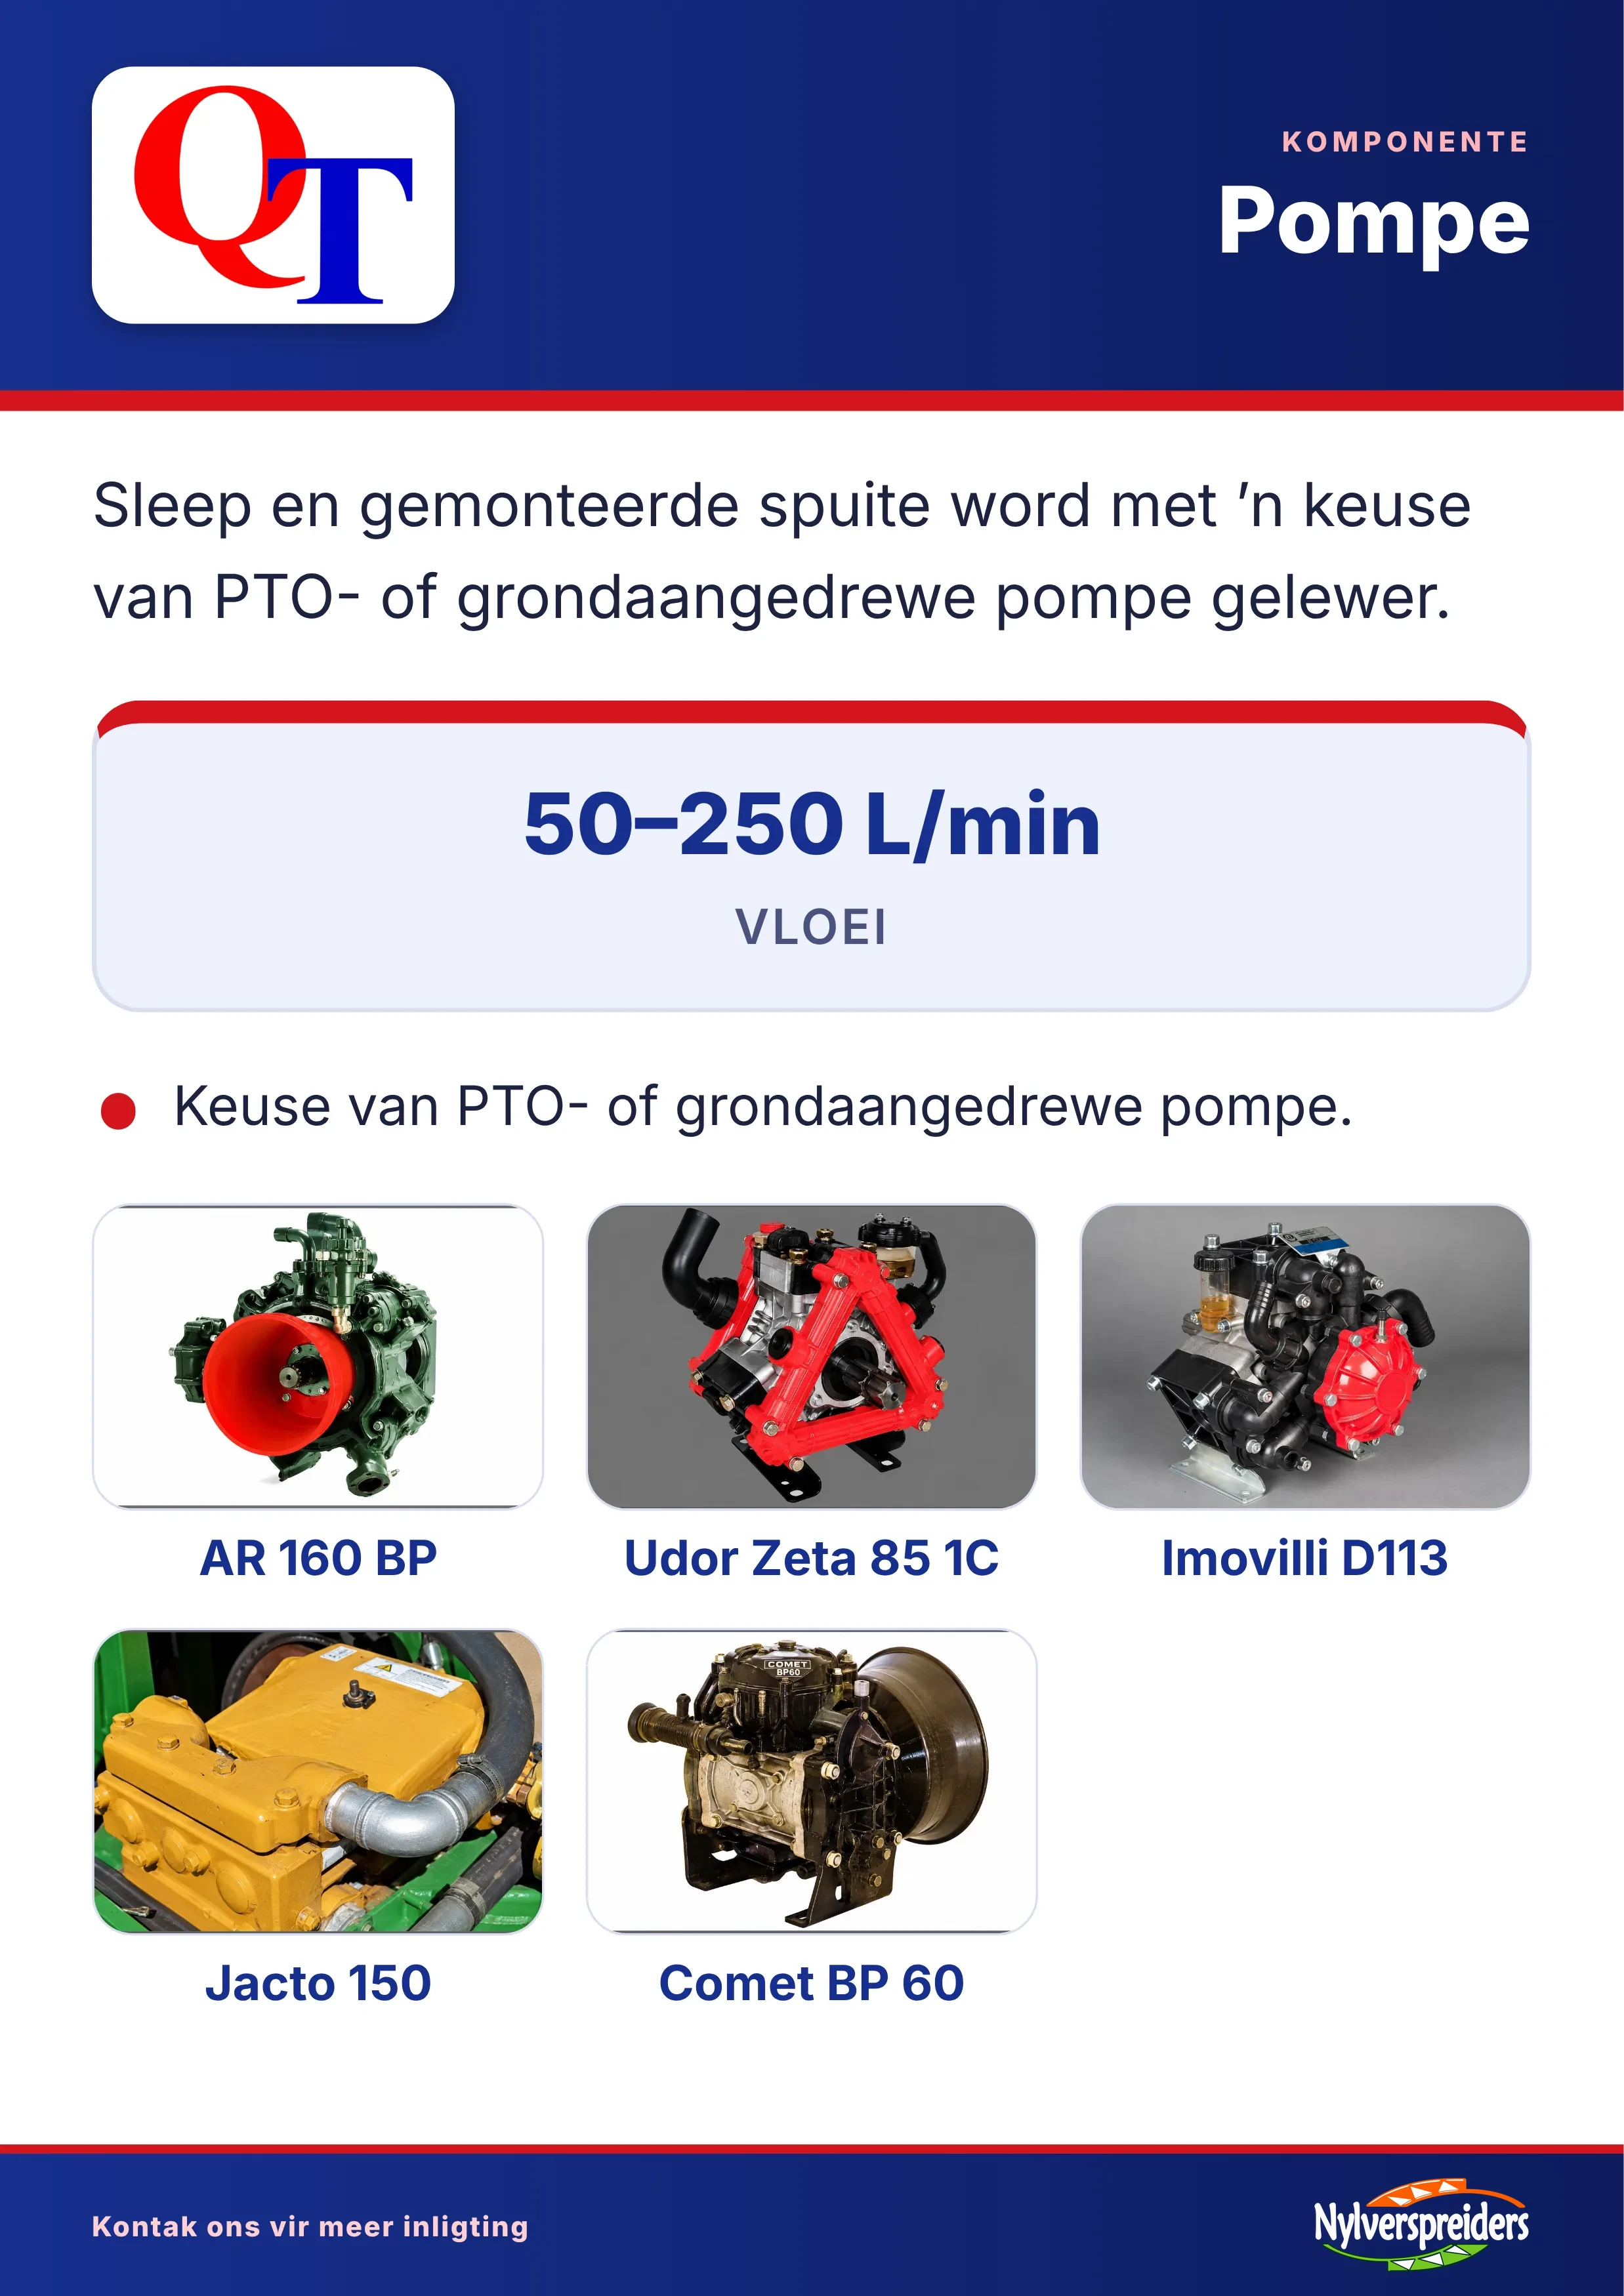 QT
KOMPONENTE
Pompe
Sleep en gemonteerde spuite word met ’n keuse
van PTO- of grondaangedrewe pompe gelewer.
50–250 L/min
VLOEI
Keuse van PTO- of grondaangedrewe pompe.
AR 160 BP
Udor Zeta 85 1C
Imovilli D113
COMET
BP60
Jacto 150
Comet BP 60
Kontak ons vir meer inligting
Nylverspreiders